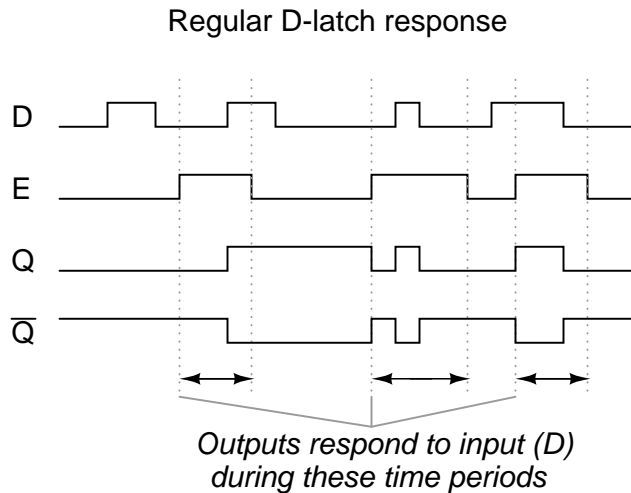 Regular D-latch response
D
E
Q
Q̅
Outputs respond to input (D)
during these time periods